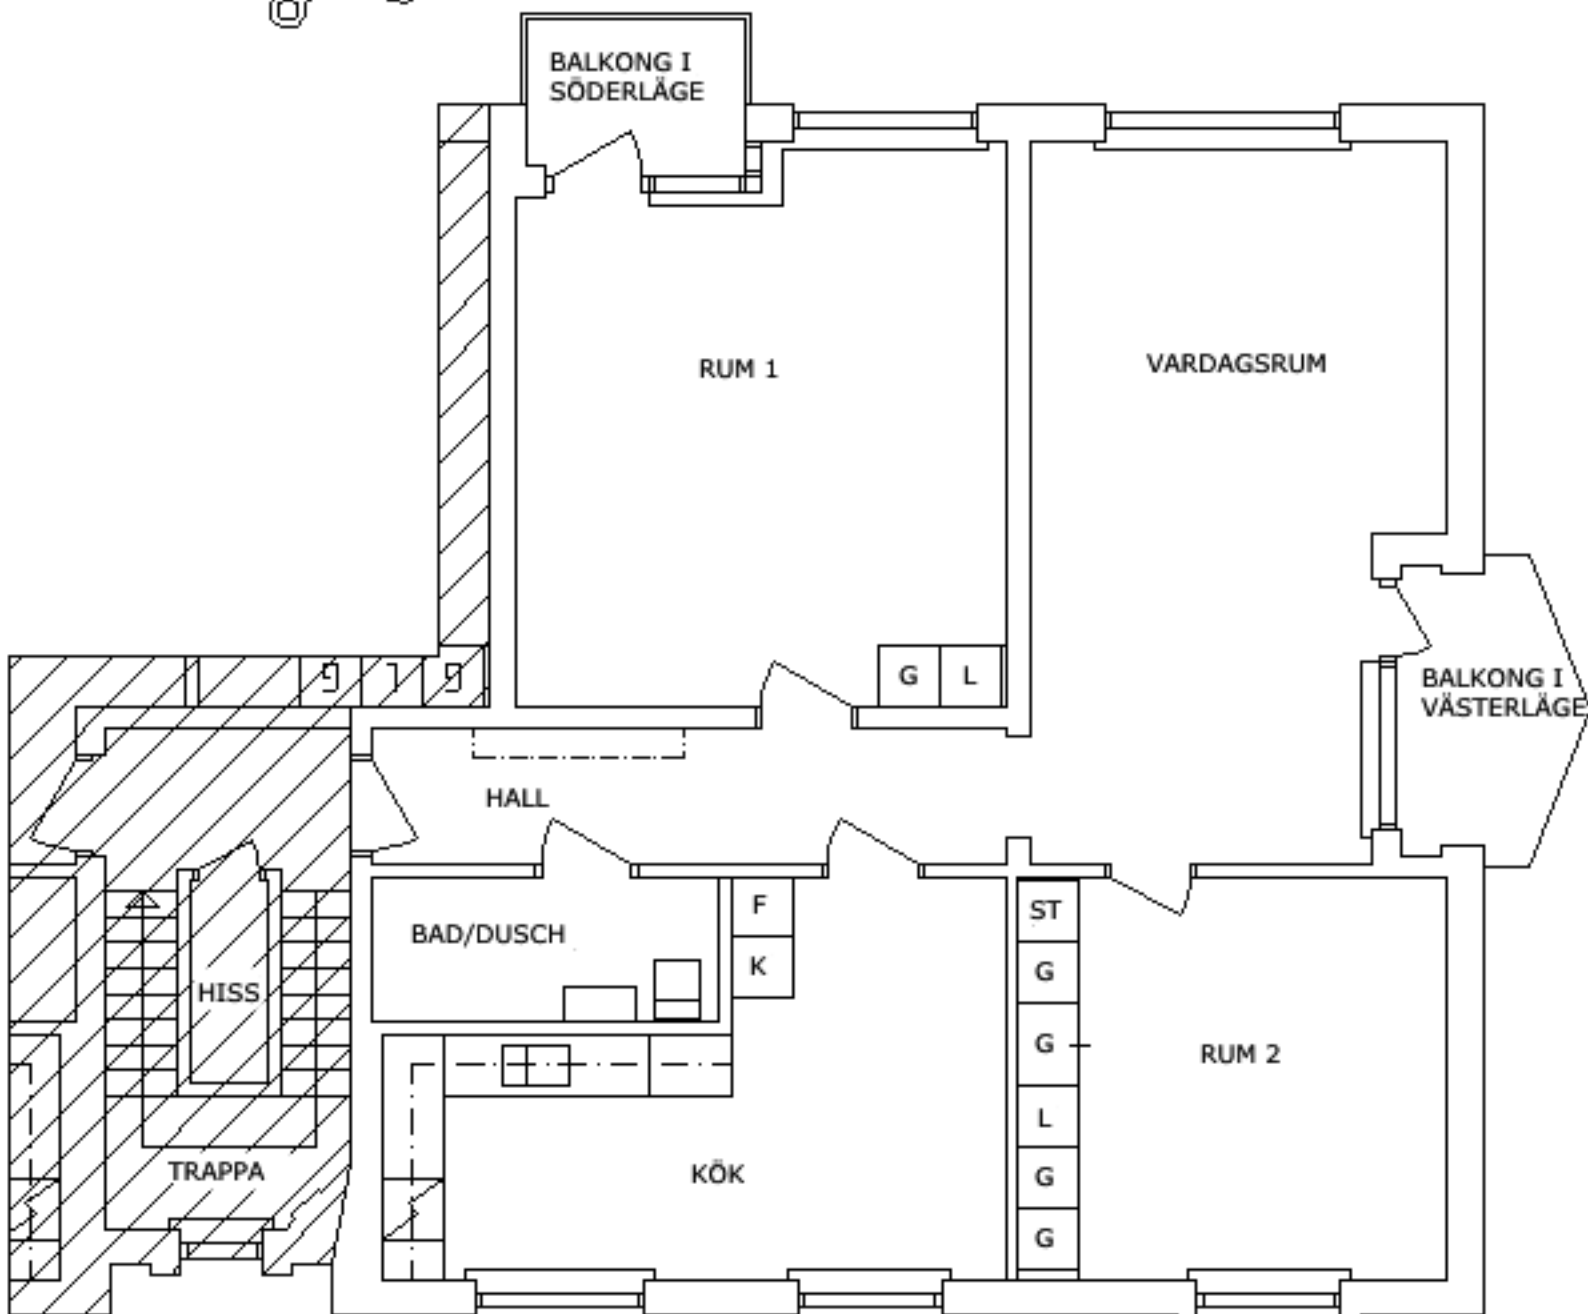 BALKONG I
SÖDERLÄGE
RUM 1
VARDAGSRUM
G L
BALKONG I
VÄSTERLÄGE
HALL
BAD/DUSCH
F
K
ST
G
G
L
G
G
HISS
RUM 2
TRAPPA
KÖK